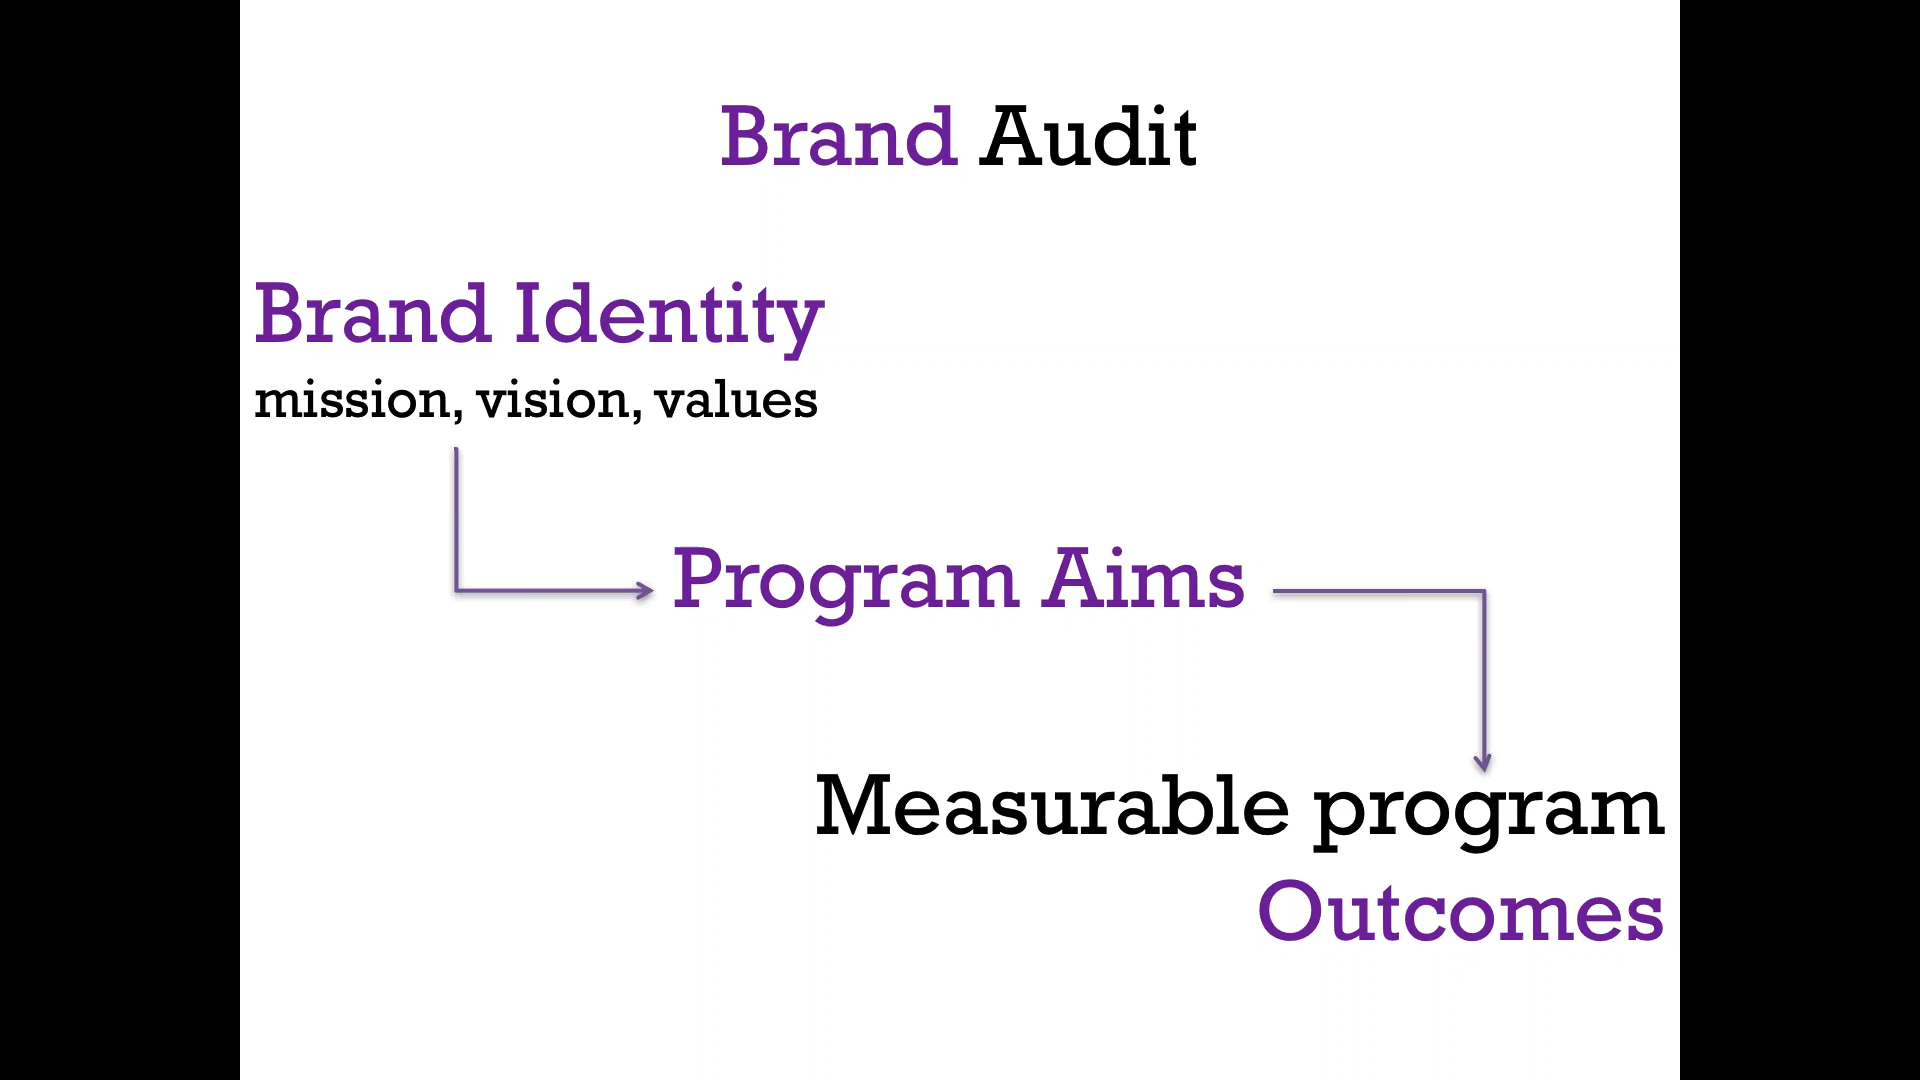 Brand Audit
Brand Identity
mission, vision, values
Program Aims
Measurable program
Outcomes